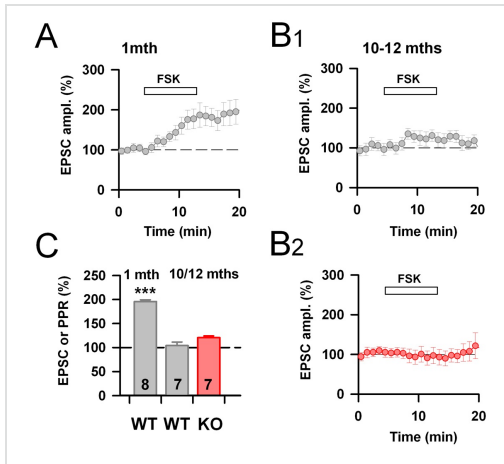 A
1mth
EPSC ampl. (%)
300
200
100
0
FSK
0 10 20
Time (min)
B1
10-12 mths
EPSC ampl. (%)
300
200
100
0
FSK
0 10 20
Time (min)
C
EPSC or PPR (%)
250
200
150
100
50
0
1 mth 10/12 mths
***
8 7 7
WT WT KO
B2
EPSC ampl. (%)
300
200
100
0
FSK
0 10 20
Time (min)